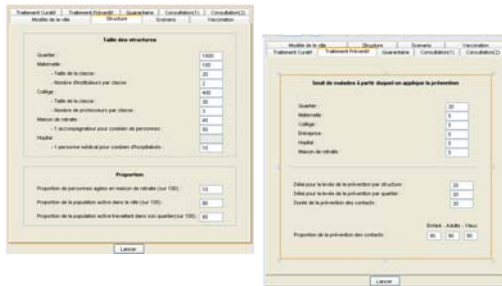 Traitement Curatif Traitement Préventif Quarantaine Consultation(1) Consultation(2)
Modèle de la ville Structure Scenario Vaccination
Taille des structures
Quartier : 1500
Maternelle : 100
- Taille de la classe : 20
- Nombre d'instituteurs par classe : 2
Collège : 400
- Taille de la classe : 30
- Nombre de professeurs par classe : 3
Maison de retraite : 40
- 1 accompagnateur pour combien de personnes : 50
Hopital :
- 1 personne médical pour combien d'hospitalisés : 10
Proportion
Proportion de personnes agées en maison de retraite (sur 100) : 10
Proportion de la population active dans la ville (sur 100) : 80
Proportion de la population active travaillant dans son quartier(sur 100) :
Lancer
Modèle de la ville Structure Scenario Vaccination
Traitement Curatif Traitement Préventif Quarantaine Consultation(1) Consultation(2)
Seuil de malades à partir duquel on applique la prévention
Quartier : 20
Maternelle : 5
Collège : 5
Entreprise : 5
Hopital : 5
Maison de retraite : 5
Délai pour la levée de la prévention par structure : 20
Délai pour la levée de la prévention par quartier : 20
Durée de la prévention des contacts : 20
Enfant - Adulte - Vieux
Proportion de la prévention des contacts : 90 90 90
Lancer